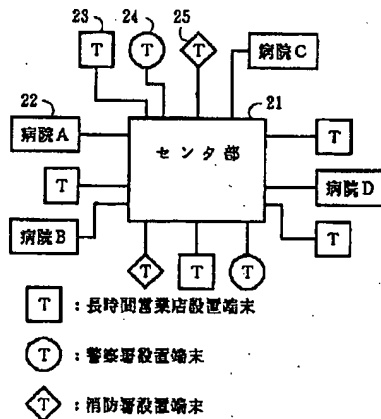 23
24
25
T
T
T
病院C
22
21
病院A
センタ部
T
T
病院D
病院B
T
T
T
T
T : 長時間営業店設置端末
T : 警察署設置端末
T : 消防署設置端末